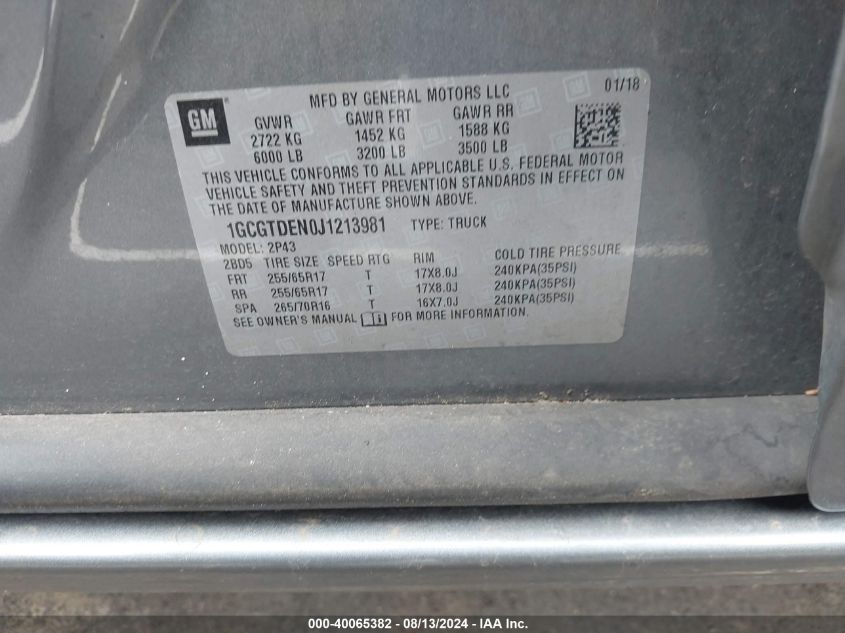 MFD BY GENERAL MOTORS LLC 01/18
GM
GVWR GAWR FRT GAWR RR
2722 KG 1452 KG 1588 KG
6000 LB 3200 LB 3500 LB
THIS VEHICLE CONFORMS TO ALL APPLICABLE U.S. FEDERAL MOTOR
VEHICLE SAFETY AND THEFT PREVENTION STANDARDS IN EFFECT ON
THE DATE OF MANUFACTURE SHOWN ABOVE.
1GCGTDEN0J1213981 TYPE: TRUCK
MODEL: 2P43
2BD5 TIRE SIZE SPEED RTG RIM COLD TIRE PRESSURE
FRT 255/65R17 T 17X8.0J 240KPA(35PSI)
RR 255/65R17 T 17X8.0J 240KPA(35PSI)
SPA 265/70R16 T 16X7.0J 240KPA(35PSI)
SEE OWNER'S MANUAL FOR MORE INFORMATION.
000-40065382 - 08/13/2024 - IAA Inc.